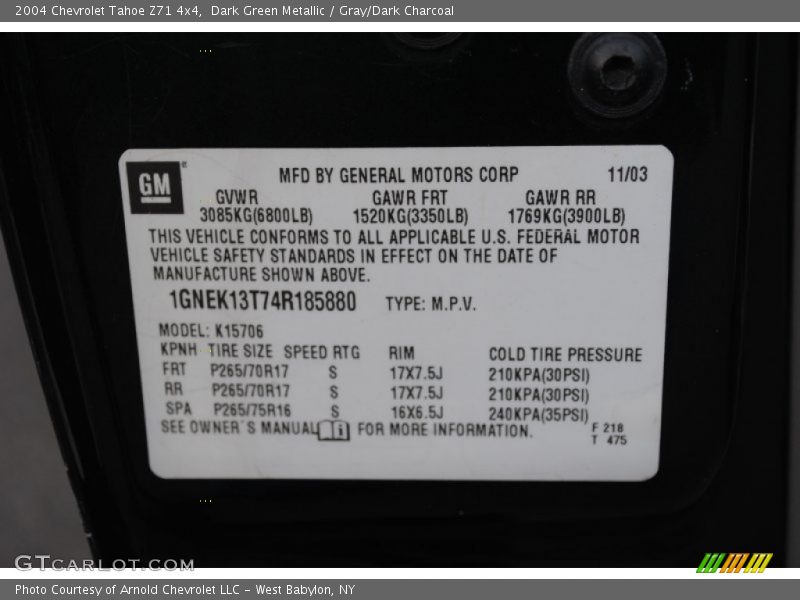 2004 Chevrolet Tahoe Z71 4x4, Dark Green Metallic / Gray/Dark Charcoal
GM
MFD BY GENERAL MOTORS CORP 11/03
GVWR GAWR FRT GAWR RR
3085KG(6800LB) 1520KG(3350LB) 1769KG(3900LB)
THIS VEHICLE CONFORMS TO ALL APPLICABLE U.S. FEDERAL MOTOR
VEHICLE SAFETY STANDARDS IN EFFECT ON THE DATE OF
MANUFACTURE SHOWN ABOVE.
1GNEK13T74R185880 TYPE: M.P.V.
MODEL: K15706
KPNH TIRE SIZE SPEED RTG RIM COLD TIRE PRESSURE
FRT P265/70R17 S 17X7.5J 210KPA(30PSI)
RR P265/70R17 S 17X7.5J 210KPA(30PSI)
SPA P265/75R16 S 16X6.5J 240KPA(35PSI)
SEE OWNER'S MANUAL i FOR MORE INFORMATION.
F 218
T 475
GTCARLOT.COM
Photo Courtesy of Arnold Chevrolet LLC - West Babylon, NY